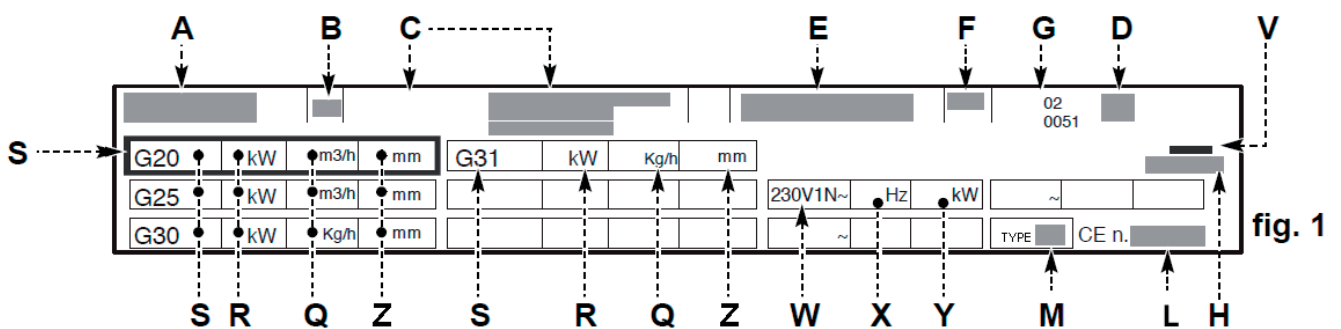 A B C E F G D V
02
0051
S G20 kW m3/h mm G31 kW Kg/h mm
G25 kW m3/h mm 230V1N~ Hz kW ~
G30 kW Kg/h mm ~ TYPE CE n. fig. 1
S R Q Z S R Q Z W X Y M L H